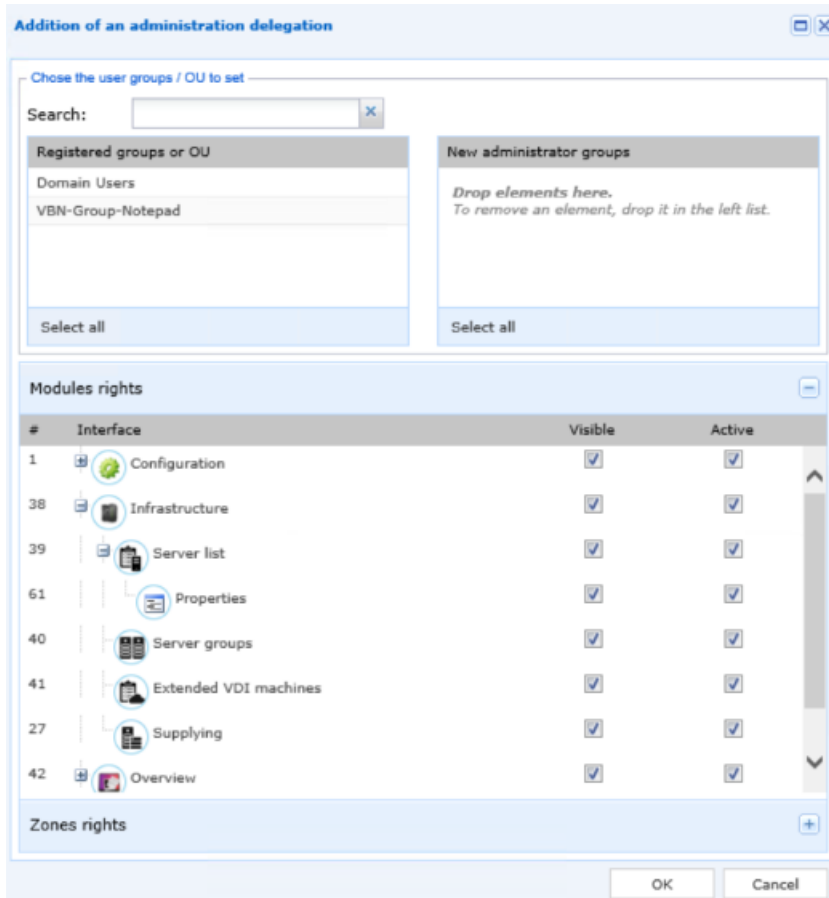 Addition of an administration delegation
Chose the user groups / OU to set
Search:
Registered groups or OU
New administrator groups
Domain Users
VBN-Group-Notepad
Drop elements here.
To remove an element, drop it in the left list.
Select all
Select all
Modules rights
# Interface Visible Active
1 Configuration
38 Infrastructure
39 Server list
61 Properties
40 Server groups
41 Extended VDI machines
27 Supplying
42 Overview
Zones rights
OK Cancel